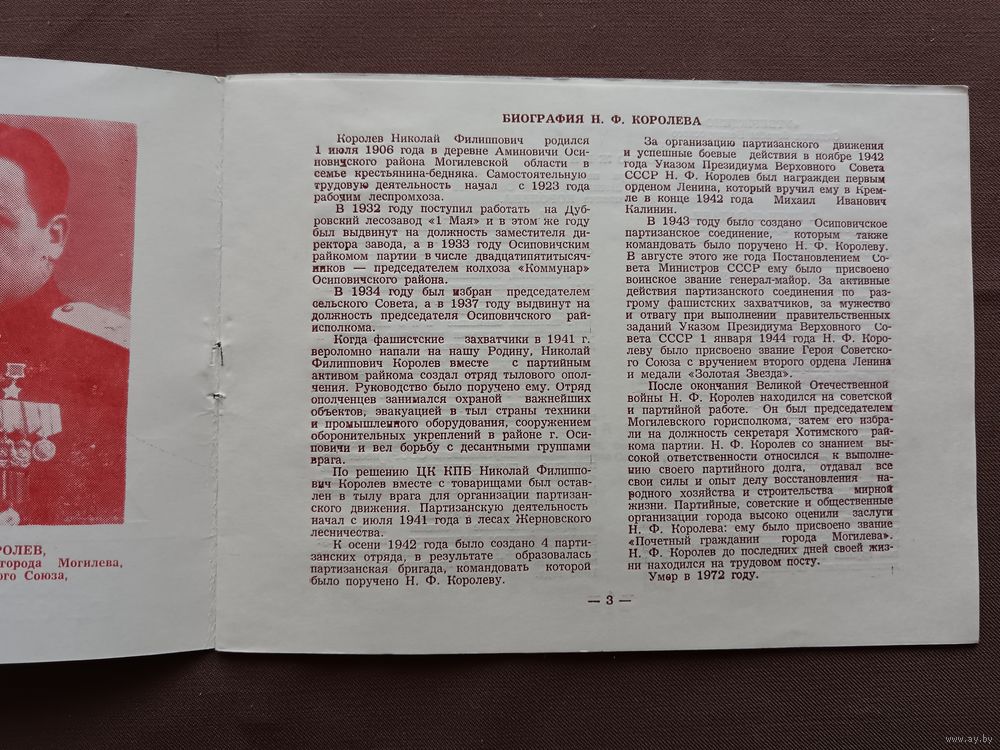 РОЛЕВ,
города Могилева,
ого Союза,
БИОГРАФИЯ Н. Ф. КОРОЛЕВА
Королев Николай Филиппович родился
1 июля 1906 года в деревне Аминовичи Оси-
повичского района Могилевской области в
семье крестьянина-бедняка. Самостоятельную
трудовую деятельность начал с 1923 года
рабочим леспромхоза.
В 1932 году поступил работать на Дуб-
ровский лесозавод «1 Мая» и в этом же году
был выдвинут на должность заместителя ди-
ректора завода, а в 1933 году Осиповичским
райкомом партии в числе двадцатипятитысяч-
ников — председателем колхоза «Коммунар»
Осиповичского района.
В 1934 году был избран председателем
сельского Совета, а в 1937 году выдвинут на
должность председателя Осиповичского рай-
исполкома.
Когда фашистские захватчики в 1941 г.
вероломно напали на нашу Родину, Николай
Филиппович Королев вместе с партийным
активом райкома создал отряд тылового опол-
чения. Руководство было поручено ему. Отряд
ополченцев занимался охраной важнейших
объектов, эвакуацией в тыл страны техники
и промышленного оборудования, сооружением
оборонительных укреплений в районе г. Оси-
повичи и вел борьбу с десантными группами
врага.
По решению ЦК КПБ Николай Филиппо-
вич Королев вместе с товарищами был остав-
лен в тылу врага для организации партизан-
ского движения. Партизанскую деятельность
начал с июля 1941 года в лесах Жерновского
лесничества.
К осени 1942 года было создано 4 парти-
занских отряда, в результате образовалась
партизанская бригада, командовать которой
было поручено Н. Ф. Королеву.
За организацию партизанского движения
и успешные боевые действия в ноябре 1942
года Указом Президиума Верховного Совета
СССР Н. Ф. Королев был награжден первым
орденом Ленина, который вручил ему в Крем-
ле в конце 1942 года Михаил Иванович
Калинин.
В 1943 году было создано Осиповичское
партизанское соединение, которым также
командовать было поручено Н. Ф. Королеву.
В августе этого же года Постановлением Со-
вета Министров СССР ему было присвоено
воинское звание генерал-майор. За активные
действия партизанского соединения по раз-
грому фашистских захватчиков, за мужество
и отвагу при выполнении правительственных
заданий Указом Президиума Верховного Со-
вета СССР 1 января 1944 года Н. Ф. Коро-
леву было присвоено звание Героя Советско-
го Союза с вручением второго ордена Ленина
и медали «Золотая Звезда».
После окончания Великой Отечественной
войны Н. Ф. Королев находился на советской
и партийной работе. Он был председателем
Могилевского горисполкома, затем его избра-
ли на должность секретаря Хотимского рай-
кома партии. Н. Ф. Королев со знанием вы-
сокой ответственности относился к выполне-
нию своего партийного долга, отдавал все
свои силы и опыт делу восстановления на-
родного хозяйства и строительства мирной
жизни. Партийные, советские и общественные
организации города высоко оценили заслуги
Н. Ф. Королева: ему было присвоено звание
«Почетный гражданин города Могилева».
Н. Ф. Королев до последних дней своей жиз-
ни находился на трудовом посту.
Умер в 1972 году.
— 3 —
www.ay.by